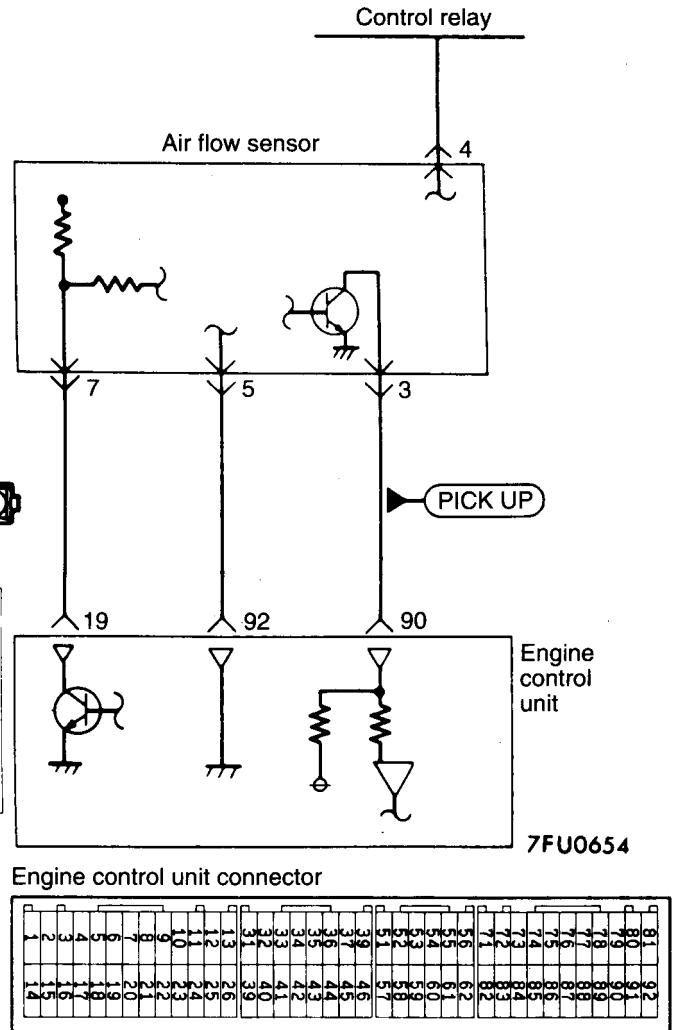 Control relay
4
Air flow sensor
7
5
3
PICK UP
19
92
90
Engine
control
unit
7FU0654
Engine control unit connector
1 2 3 4 5 6 7 8 9 10 11 12 13 31 32 33 34 35 36 37 38 51 52 53 54 55 56 71 72 73 74 75 76 77 78 79 80 81
14 15 16 17 18 19 20 21 22 23 24 25 26 39 40 41 42 43 44 45 46 57 58 59 60 61 62 82 83 84 85 86 87 88 89 90 91 92